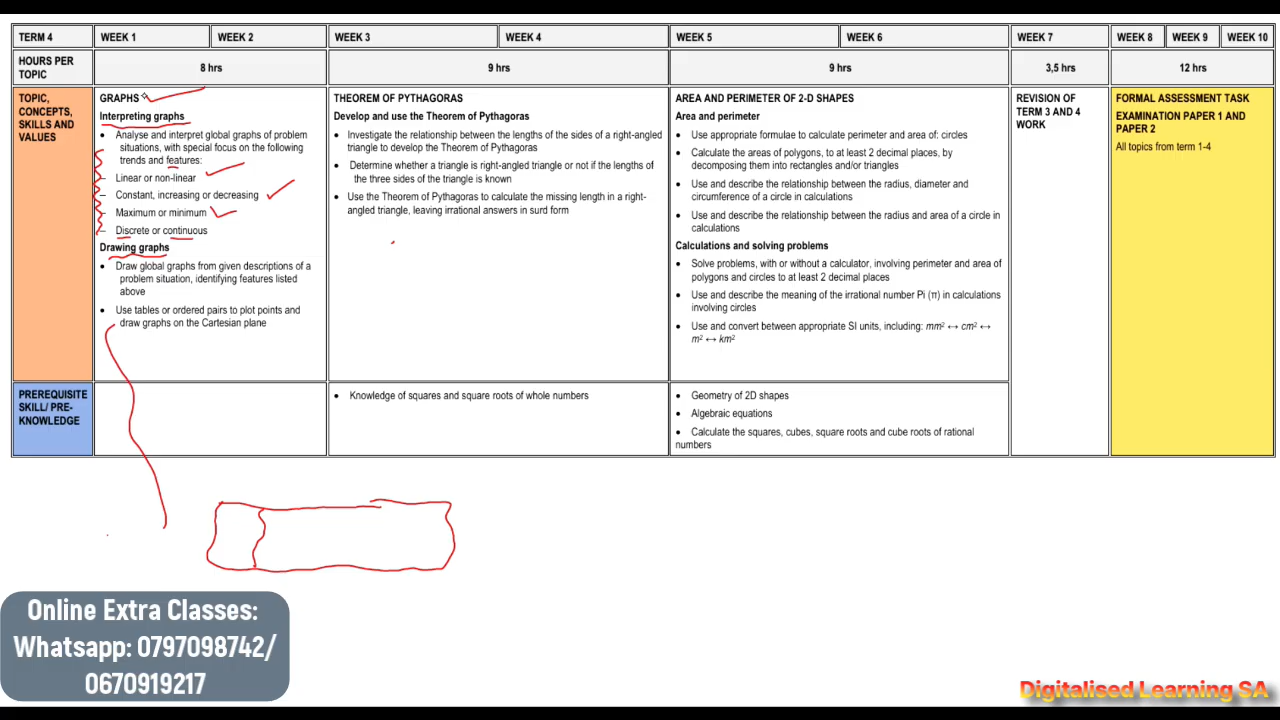 TERM 4
WEEK 1
WEEK 2
WEEK 3
WEEK 4
WEEK 5
WEEK 6
WEEK 7
WEEK 8
WEEK 9
WEEK 10
HOURS PER
TOPIC
8 hrs
9 hrs
9 hrs
3,5 hrs
12 hrs
TOPIC,
CONCEPTS,
SKILLS AND
VALUES
GRAPHS
Interpreting graphs
• Analyse and interpret global graphs of problem
situations, with special focus on the following
trends and features:
– Linear or non-linear
– Constant, increasing or decreasing
– Maximum or minimum
– Discrete or continuous
Drawing graphs
• Draw global graphs from given descriptions of a
problem situation, identifying features listed
above
• Use tables or ordered pairs to plot points and
draw graphs on the Cartesian plane
THEOREM OF PYTHAGORAS
Develop and use the Theorem of Pythagoras
• Investigate the relationship between the lengths of the sides of a right-angled
triangle to develop the Theorem of Pythagoras
• Determine whether a triangle is right-angled triangle or not if the lengths of
the three sides of the triangle is known
• Use the Theorem of Pythagoras to calculate the missing length in a right-
angled triangle, leaving irrational answers in surd form
AREA AND PERIMETER OF 2-D SHAPES
Area and perimeter
• Use appropriate formulae to calculate perimeter and area of: circles
• Calculate the areas of polygons, to at least 2 decimal places, by
decomposing them into rectangles and/or triangles
• Use and describe the relationship between the radius, diameter and
circumference of a circle in calculations
• Use and describe the relationship between the radius and area of a circle in
calculations
Calculations and solving problems
• Solve problems, with or without a calculator, involving perimeter and area of
polygons and circles to at least 2 decimal places
• Use and describe the meaning of the irrational number Pi (π) in calculations
involving circles
• Use and convert between appropriate SI units, including: mm² ↔ cm² ↔
m² ↔ km²
REVISION OF
TERM 3 AND 4
WORK
FORMAL ASSESSMENT TASK
EXAMINATION PAPER 1 AND
PAPER 2
All topics from term 1-4
PREREQUISITE
SKILL/ PRE-
KNOWLEDGE
• Knowledge of squares and square roots of whole numbers
• Geometry of 2D shapes
• Algebraic equations
• Calculate the squares, cubes, square roots and cube roots of rational
numbers
Online Extra Classes:
Whatsapp: 0797098742/
0670919217
Digitalised Learning SA